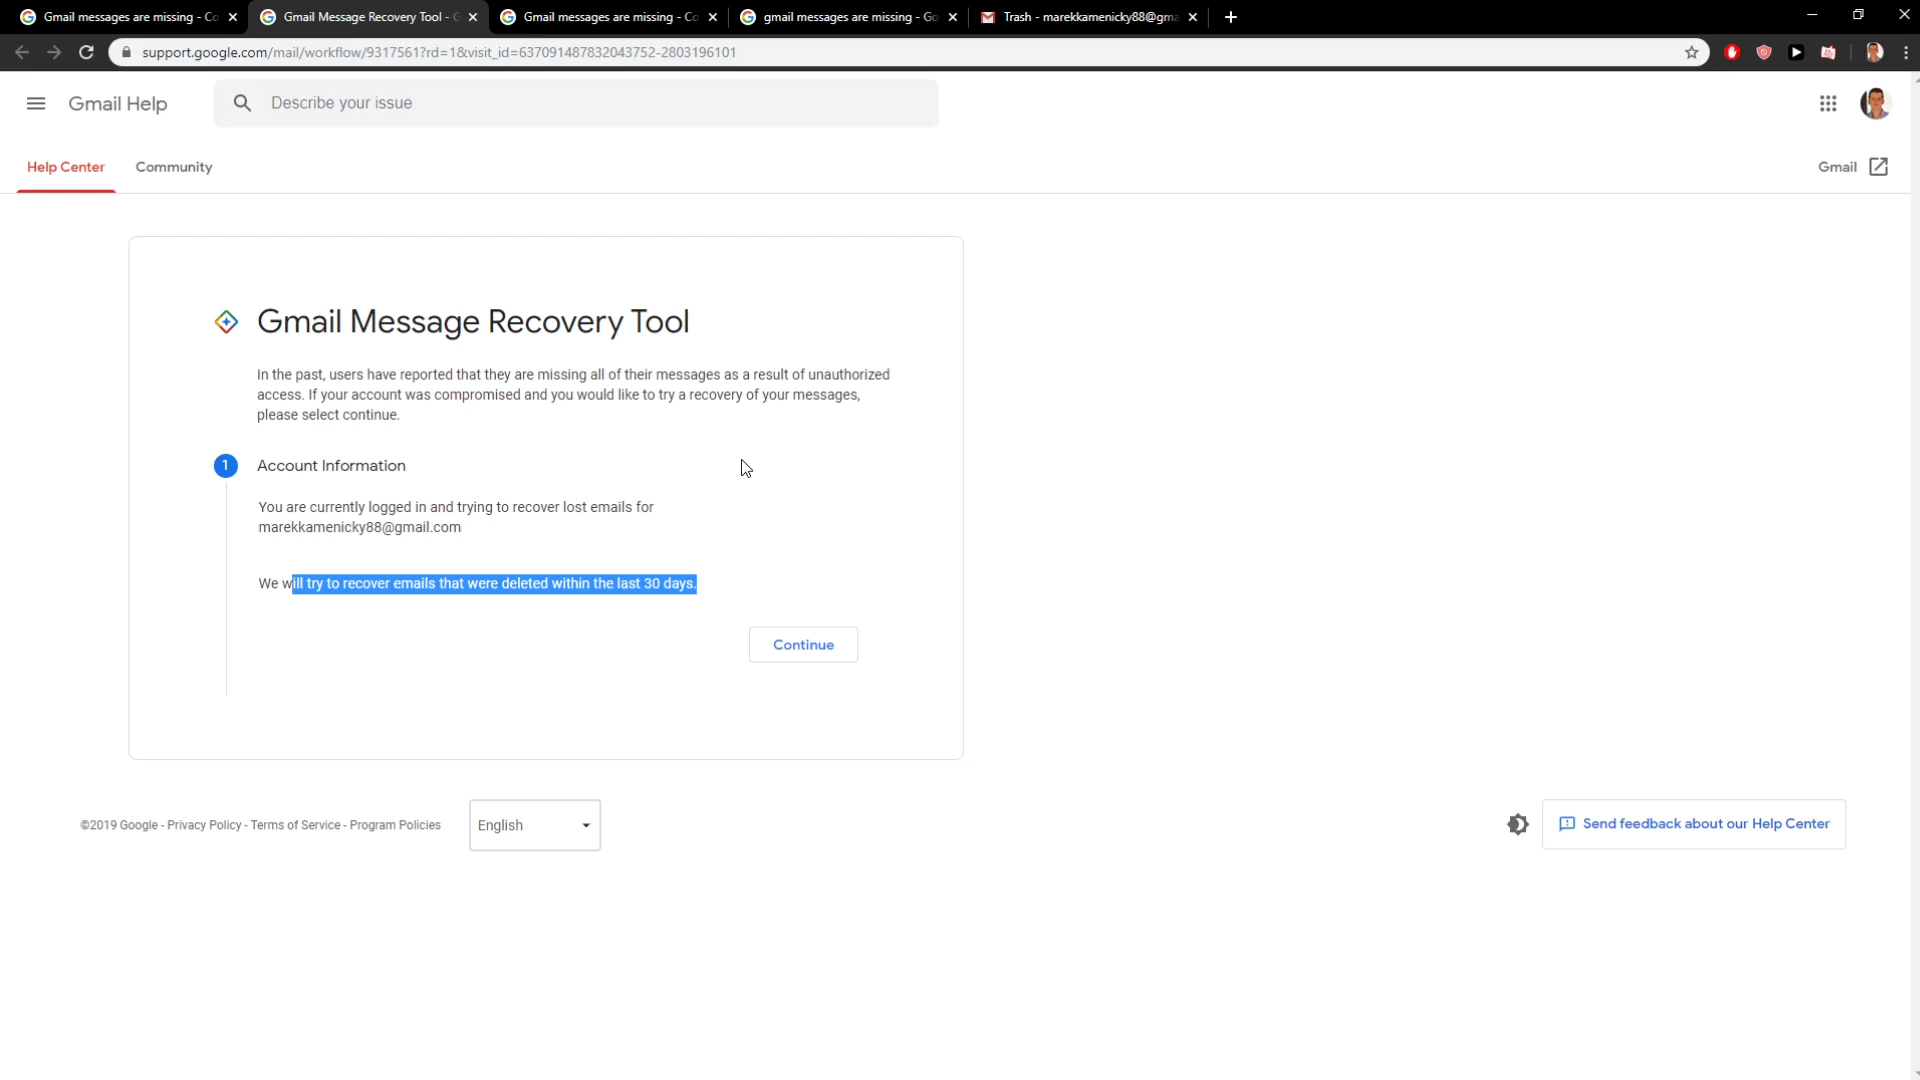 Gmail messages are missing - Co
Gmail Message Recovery Tool - G
Gmail messages are missing - Co
gmail messages are missing - Go
Trash - marekkamenicky88@gma
support.google.com/mail/workflow/9317561?rd=1&visit_id=637091487832043752-2803196101
Gmail Help
Describe your issue
Help Center
Community
Gmail
Gmail Message Recovery Tool
In the past, users have reported that they are missing all of their messages as a result of unauthorized
access. If your account was compromised and you would like to try a recovery of your messages,
please select continue.
1
Account Information
You are currently logged in and trying to recover lost emails for
marekkamenicky88@gmail.com
We will try to recover emails that were deleted within the last 30 days.
Continue
©2019 Google - Privacy Policy - Terms of Service - Program Policies
English
Send feedback about our Help Center